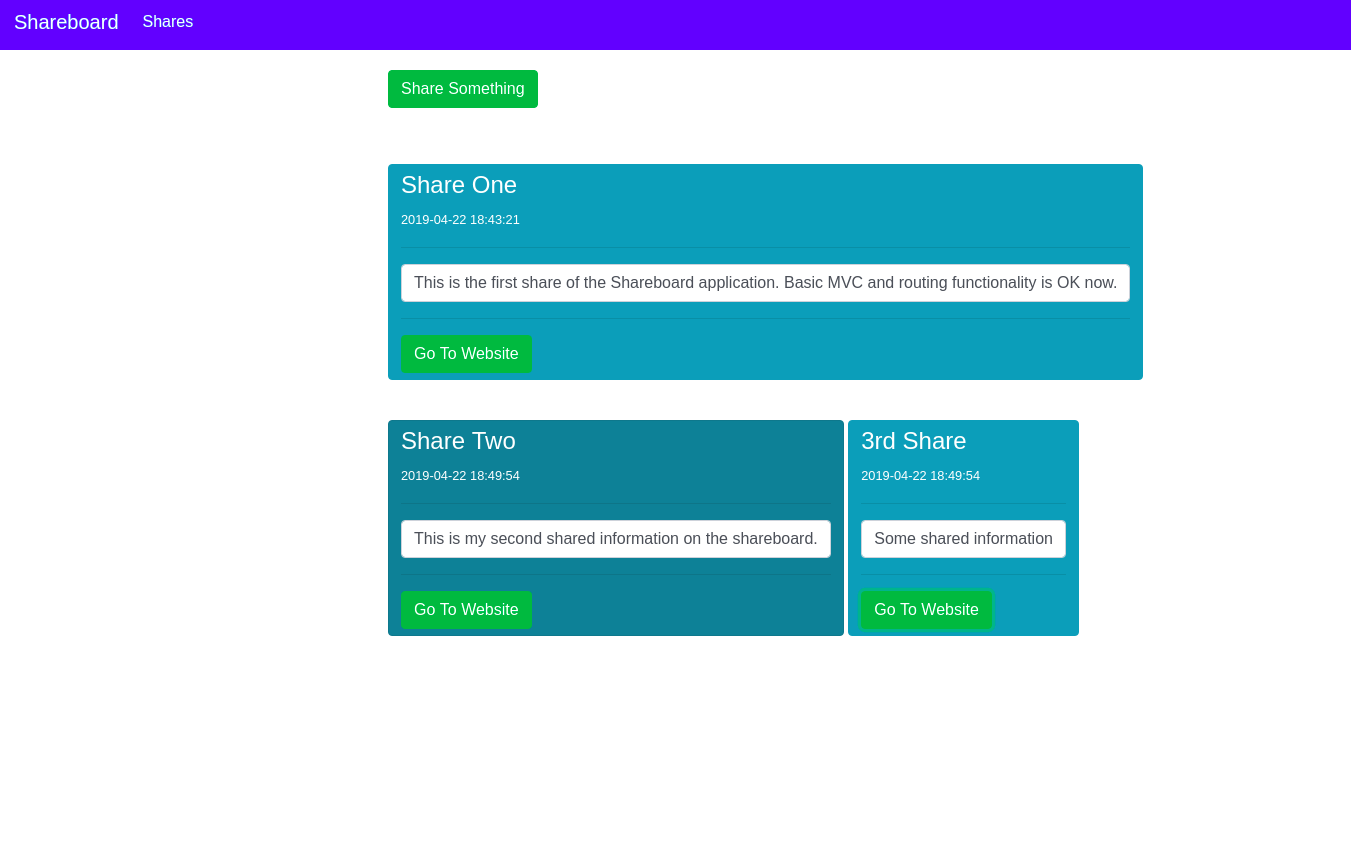 Shareboard Shares
Share Something
Share One
2019-04-22 18:43:21
This is the first share of the Shareboard application. Basic MVC and routing functionality is OK now.
Go To Website
Share Two
2019-04-22 18:49:54
This is my second shared information on the shareboard.
Go To Website
3rd Share
2019-04-22 18:49:54
Some shared information
Go To Website